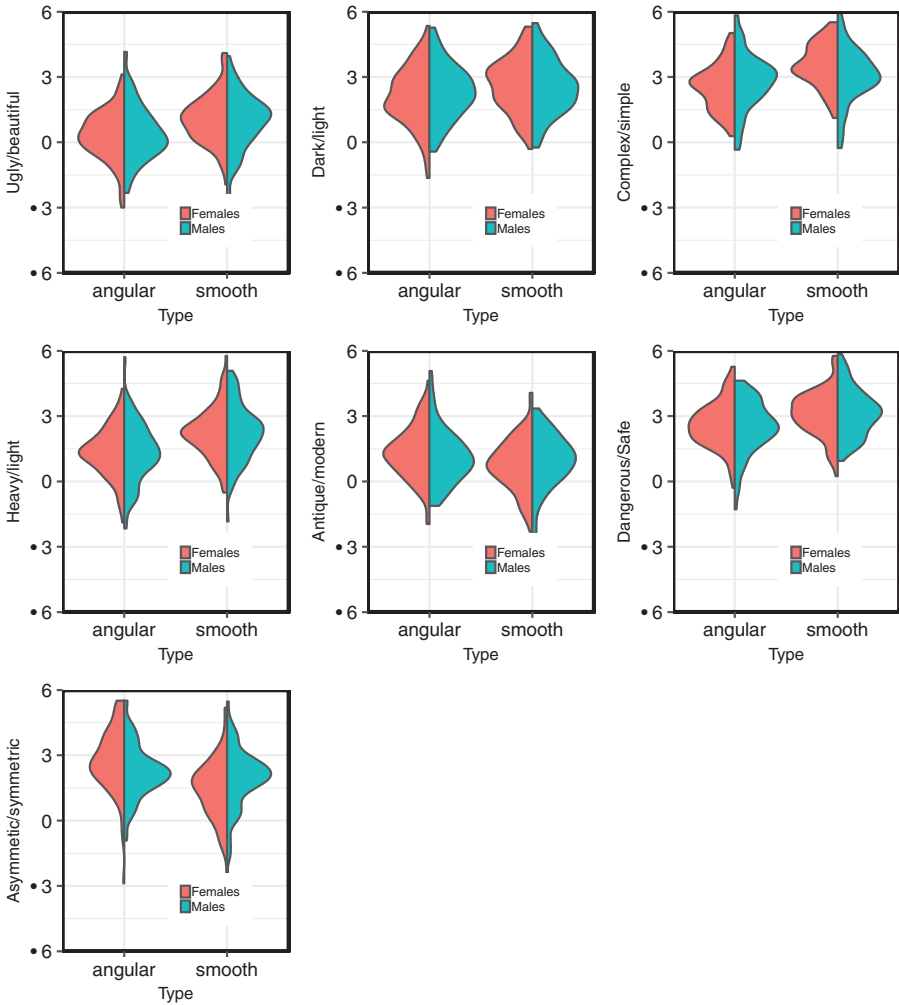 Ugly/beautiful
6
3
0
• 3
• 6
Females
Males
angular smooth
Type
Dark/light
6
3
0
• 3
• 6
Females
Males
angular smooth
Type
Complex/simple
6
3
0
• 3
• 6
Females
Males
angular smooth
Type
Heavy/light
6
3
0
• 3
• 6
Females
Males
angular smooth
Type
Antique/modern
6
3
0
• 3
• 6
Females
Males
angular smooth
Type
Dangerous/Safe
6
3
0
• 3
• 6
Females
Males
angular smooth
Type
Asymmetic/symmetric
6
3
0
• 3
• 6
Females
Males
angular smooth
Type